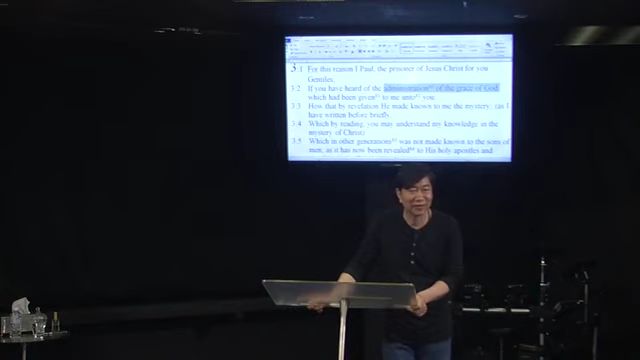 3:1 For this reason I Paul, the prisoner of Jesus Christ for you
Gentiles,
3:2 If you have heard of the administration of the grace of God
which had been given to me unto you.
3:3 How that by revelation He made known to me the mystery; (as I
have written before briefly.
3:4 Which by reading, you may understand my knowledge in the
mystery of Christ)
3:5 Which in other generations was not made known to the sons of
men, as it has now been revealed to His holy apostles and